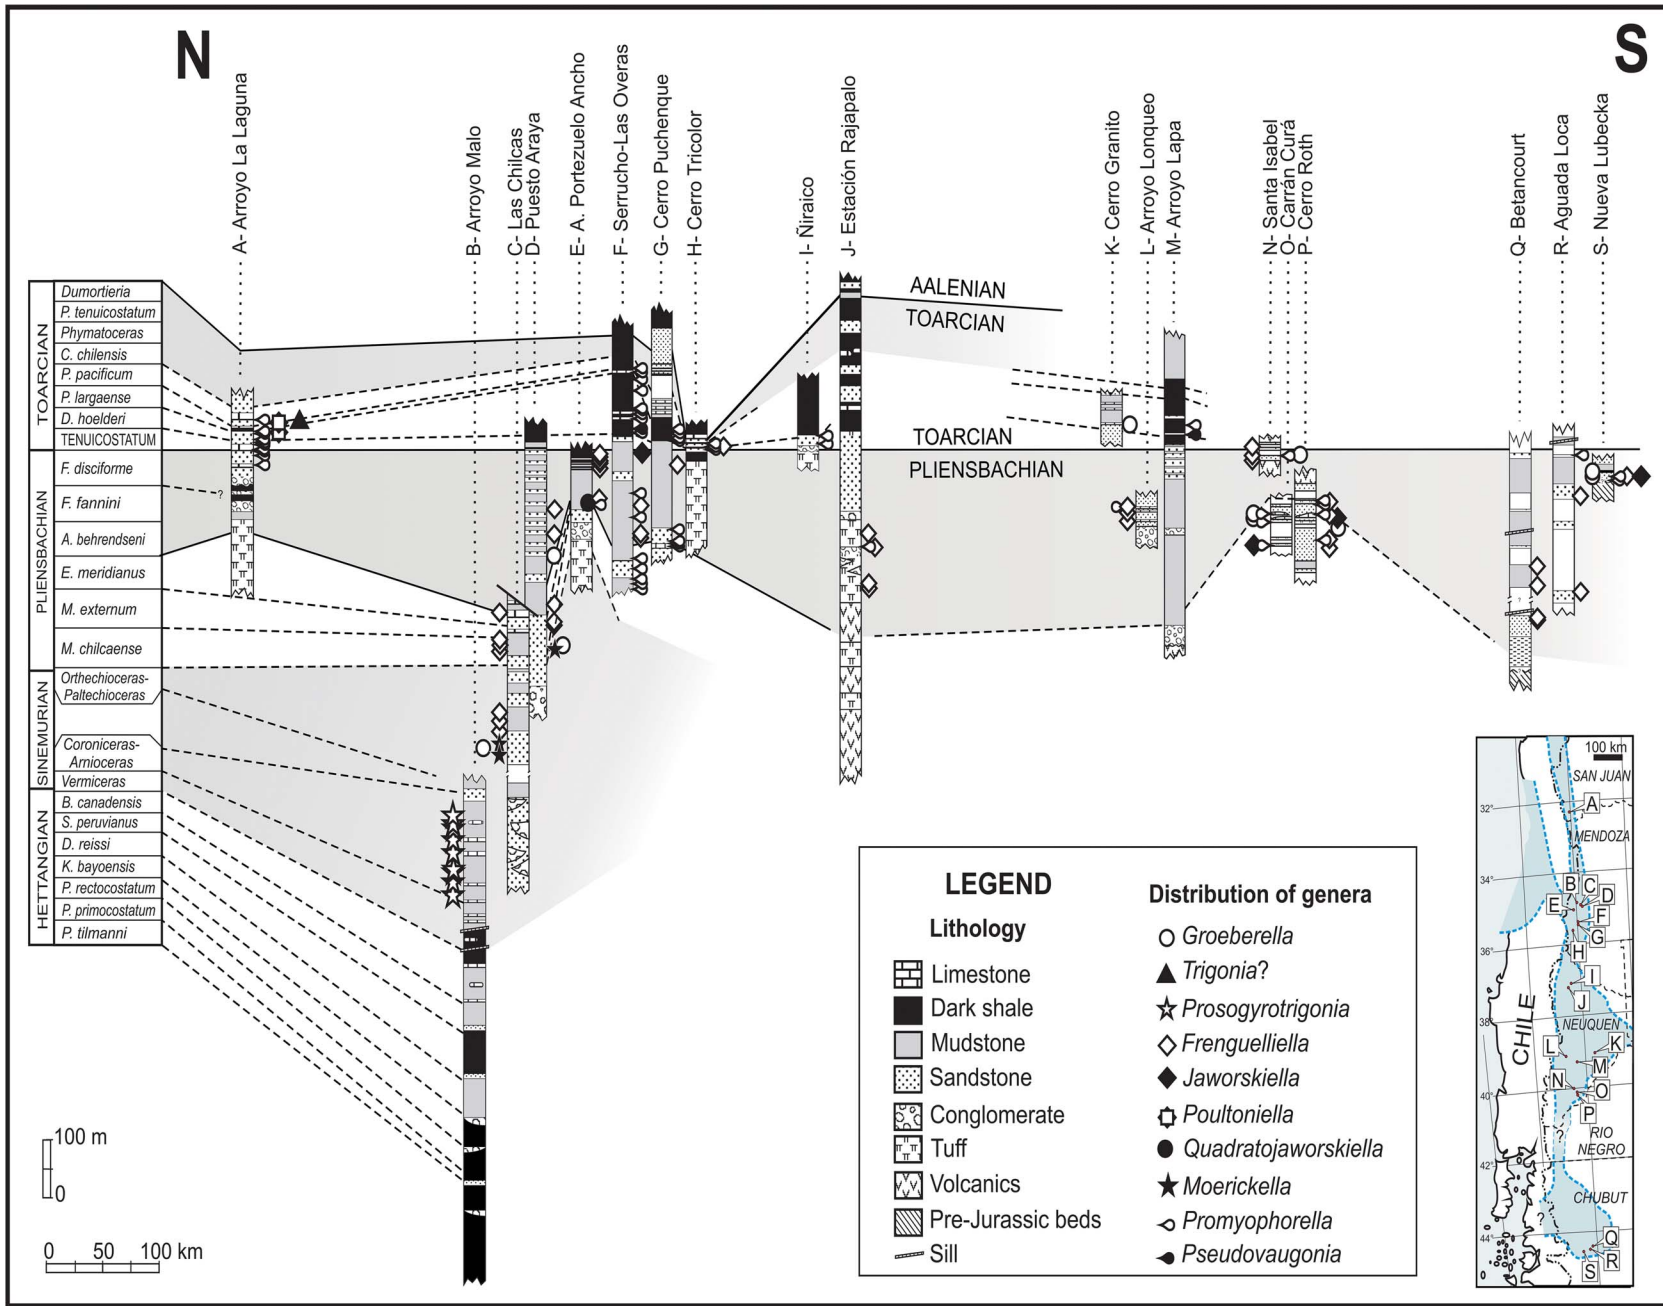 N
S
A- Arroyo La Laguna
B- Arroyo Malo
C- Las Chilcas
D- Puesto Araya
E- A. Portezuelo Ancho
F- Serrucho-Las Overas
G- Cerro Puchenque
H- Cerro Tricolor
I- Ñiraico
J- Estación Rajapalo
K- Cerro Granito
L- Arroyo Lonqueo
M- Arroyo Lapa
N- Santa Isabel
O- Carrán Curá
P- Cerro Roth
Q- Betancourt
R- Aguada Loca
S- Nueva Lubecka
TOARCIAN
Dumortieria
P. tenuicostatum
Phymatoceras
C. chilensis
P. pacificum
P. largaense
D. hoelderi
TENUICOSTATUM
PLIENSBACHIAN
F. disciforme
F. fannini
A. behrendseni
E. meridianus
M. externum
M. chilcaense
SINEMURIAN
Orthechioceras-
Paltechioceras
Coroniceras-
Arnioceras
Vermiceras
HETTANGIAN
B. canadensis
S. peruvianus
D. reissi
K. bayoensis
P. rectocostatum
P. primocostatum
P. tilmanni
?
AALENIAN
TOARCIAN
TOARCIAN
PLIENSBACHIAN
?
100 m
0
0 50 100 km
LEGEND
Lithology
Limestone
Dark shale
Mudstone
Sandstone
Conglomerate
Tuff
Volcanics
Pre-Jurassic beds
Sill
Distribution of genera
Groeberella
Trigonia?
Prosogyrotrigonia
Frenguelliella
Jaworskiella
Poultoniella
Quadratojaworskiella
Moerickella
Promyophorella
Pseudovaugonia
100 km
SAN JUAN
32°
A
MENDOZA
34°
B
C
D
E
F
G
36°
H
I
J
CHILE
38°
NEUQUEN
L
K
M
N
O
40°
P
?
RIO
NEGRO
42°
CHUBUT
?
44°
Q
R
S